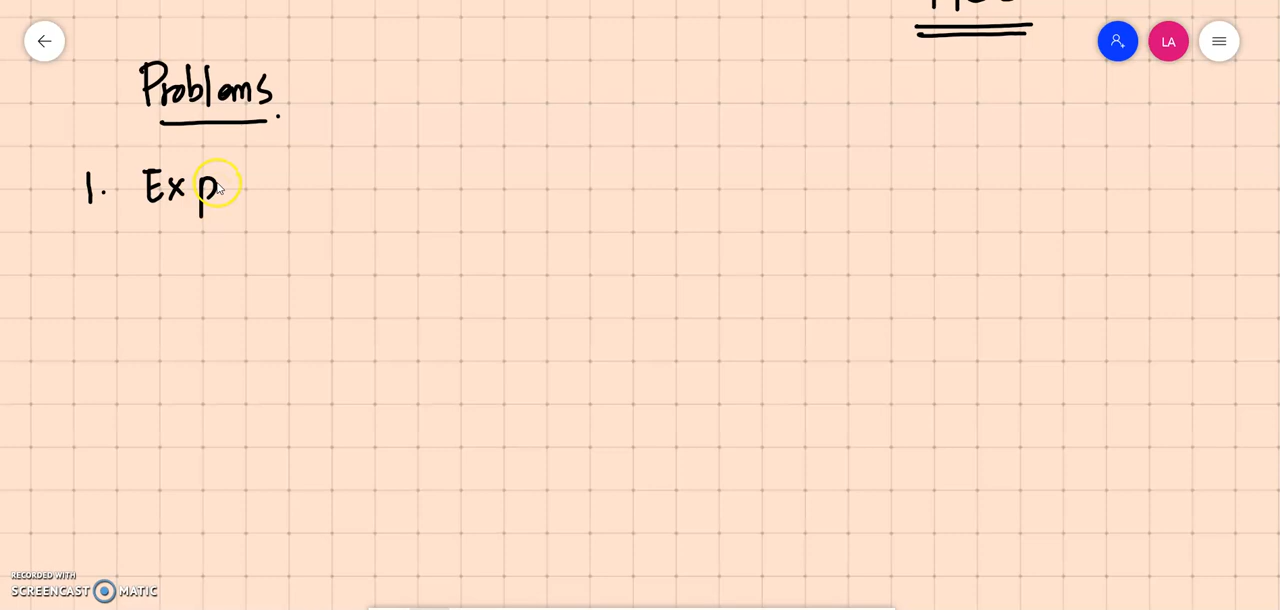 LA
Problems.
1. Exp
RECORDED WITH
SCREENCAST MATIC